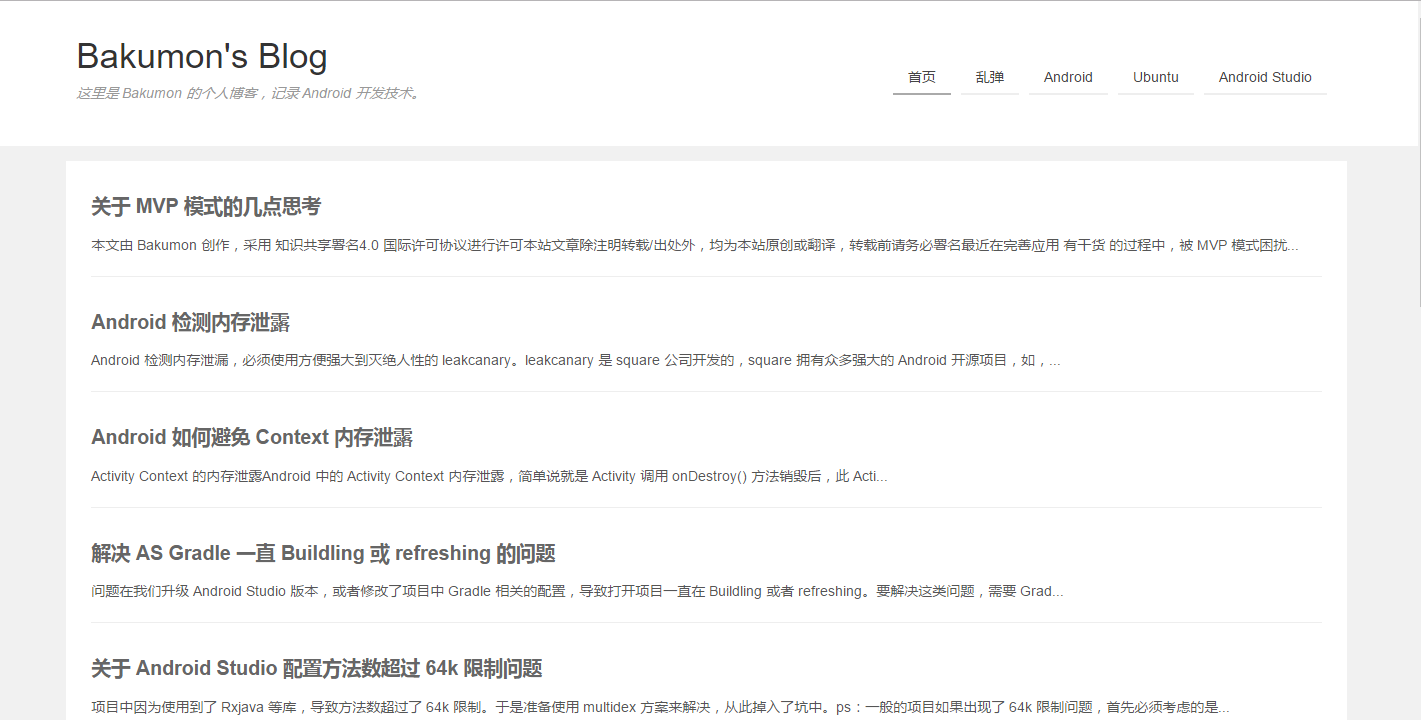 Bakumon's Blog
这里是 Bakumon 的个人博客，记录 Android 开发技术。
首页 乱弹 Android Ubuntu Android Studio
关于 MVP 模式的几点思考
本文由 Bakumon 创作，采用 知识共享署名4.0 国际许可协议进行许可本站文章除注明转载/出处外，均为本站原创或翻译，转载前请务必署名最近在完善应用 有干货 的过程中，被 MVP 模式困扰...
Android 检测内存泄露
Android 检测内存泄漏，必须使用方便强大到灭绝人性的 leakcanary。leakcanary 是 square 公司开发的，square 拥有众多强大的 Android 开源项目，如，...
Android 如何避免 Context 内存泄露
Activity Context 的内存泄露Android 中的 Activity Context 内存泄露，简单说就是 Activity 调用 onDestroy() 方法销毁后，此 Acti...
解决 AS Gradle 一直 Buildling 或 refreshing 的问题
问题在我们升级 Android Studio 版本，或者修改了项目中 Gradle 相关的配置，导致打开项目一直在 Buildling 或者 refreshing。要解决这类问题，需要 Grad...
关于 Android Studio 配置方法数超过 64k 限制问题
项目中因为使用到了 Rxjava 等库，导致方法数超过了 64k 限制。于是准备使用 multidex 方案来解决，从此掉入了坑中。ps：一般的项目如果出现了 64k 限制问题，首先必须考虑的是...